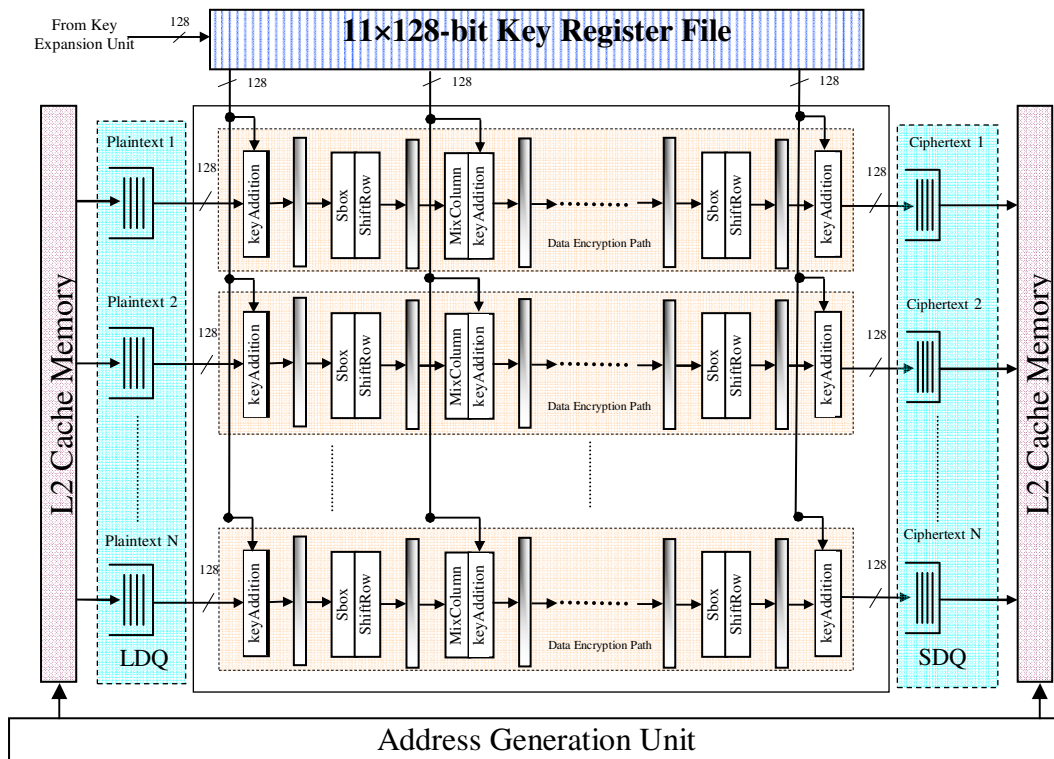 From Key
Expansion Unit
128
11×128-bit Key Register File
128
128
128
L2 Cache Memory
Plaintext 1
128
keyAddition
Sbox
ShiftRow
MixColumn
keyAddition
Data Encryption Path
Sbox
ShiftRow
keyAddition
128
Ciphertext 1
Plaintext 2
128
keyAddition
Sbox
ShiftRow
MixColumn
keyAddition
Data Encryption Path
Sbox
ShiftRow
keyAddition
128
Ciphertext 2
Plaintext N
128
keyAddition
Sbox
ShiftRow
MixColumn
keyAddition
Data Encryption Path
Sbox
ShiftRow
keyAddition
128
Ciphertext N
LDQ
SDQ
L2 Cache Memory
Address Generation Unit